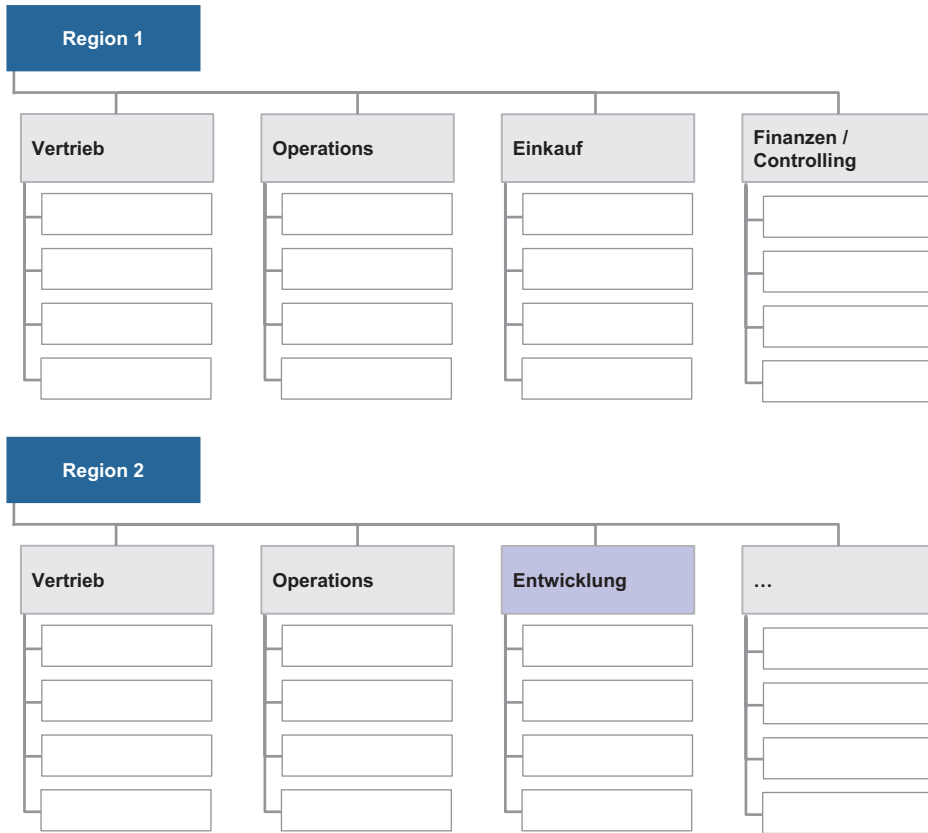 Region 1
Vertrieb
Operations
Einkauf
Finanzen /
Controlling
Region 2
Vertrieb
Operations
Entwicklung
…